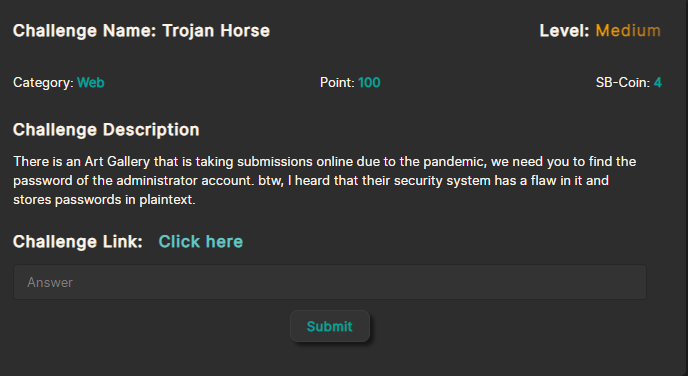 Challenge Name: Trojan Horse Level: Medium
Category: Web Point: 100 SB-Coin: 4
Challenge Description
There is an Art Gallery that is taking submissions online due to the pandemic, we need you to find the
password of the administrator account. btw, I heard that their security system has a flaw in it and
stores passwords in plaintext.
Challenge Link: Click here
Answer
Submit